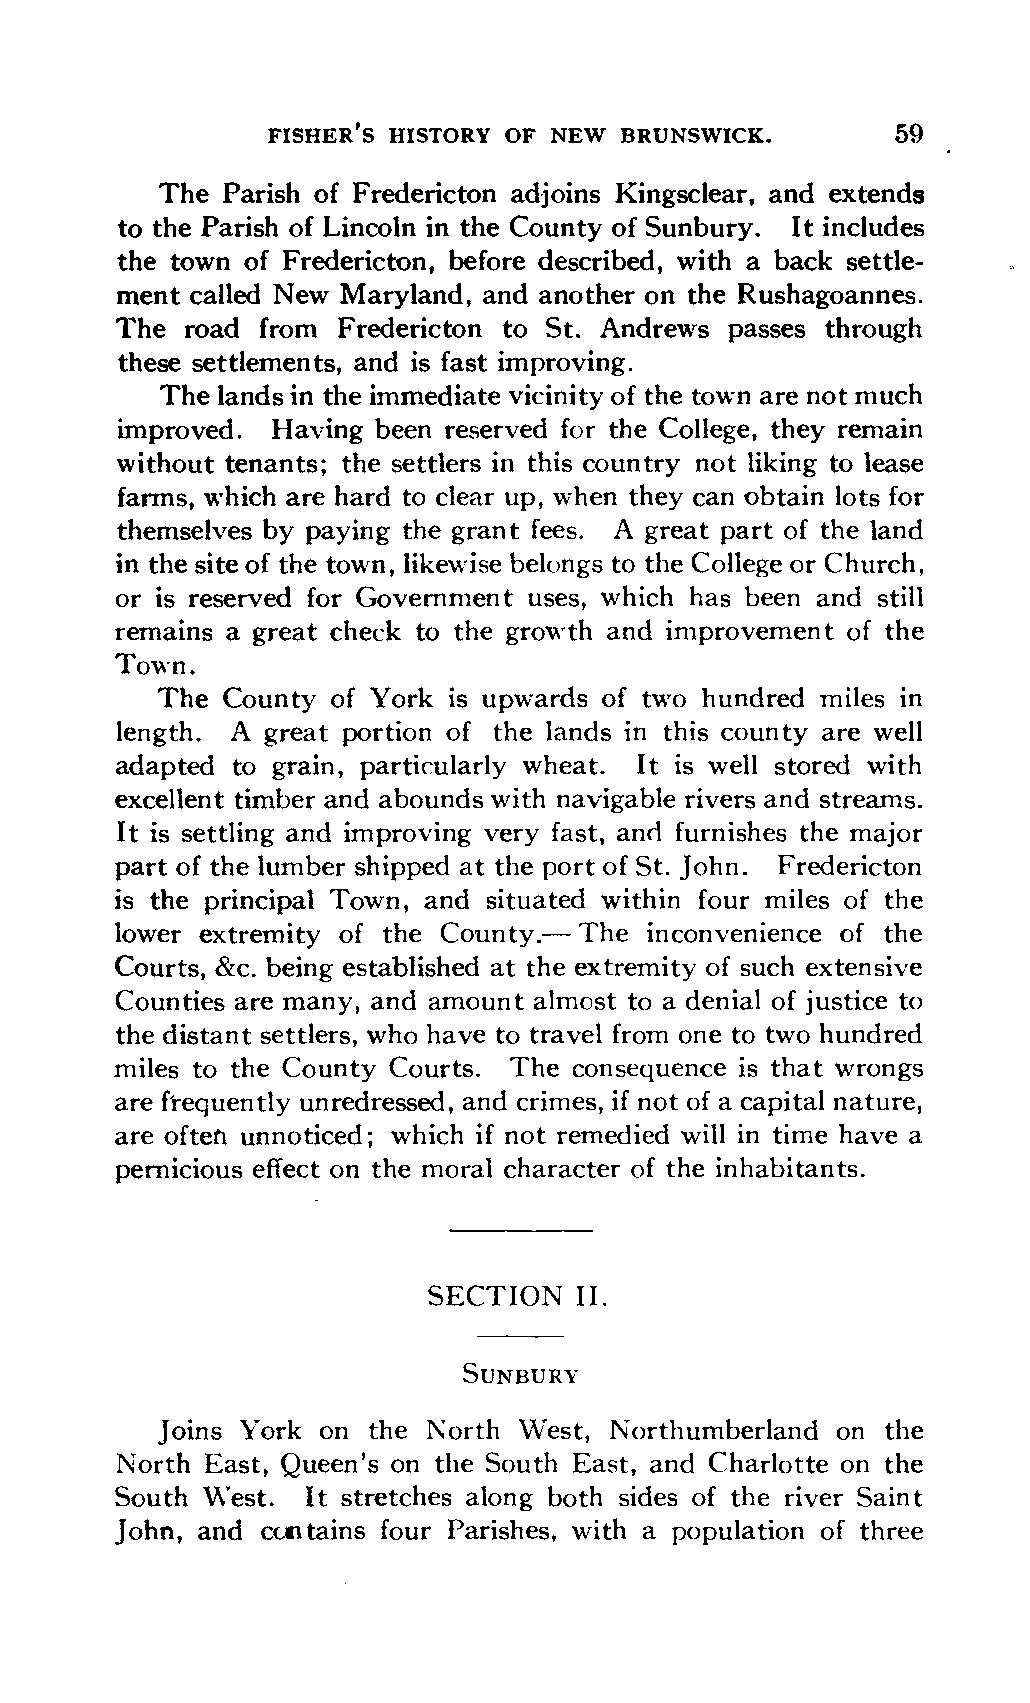 FISHER'S HISTORY OF NEW BRUNSWICK. 59
The Parish of Fredericton adjoins Kingsclear, and extends
to the Parish of Lincoln in the County of Sunbury. It includes
the town of Fredericton, before described, with a back settle-
ment called New Maryland, and another on the Rushagoannes.
The road from Fredericton to St. Andrews passes through
these settlements, and is fast improving.
The lands in the immediate vicinity of the town are not much
improved. Having been reserved for the College, they remain
without tenants; the settlers in this country not liking to lease
farms, which are hard to clear up, when they can obtain lots for
themselves by paying the grant fees. A great part of the land
in the site of the town, likewise belongs to the College or Church,
or is reserved for Government uses, which has been and still
remains a great check to the growth and improvement of the
Town.
The County of York is upwards of two hundred miles in
length. A great portion of the lands in this county are well
adapted to grain, particularly wheat. It is well stored with
excellent timber and abounds with navigable rivers and streams.
It is settling and improving very fast, and furnishes the major
part of the lumber shipped at the port of St. John. Fredericton
is the principal Town, and situated within four miles of the
lower extremity of the County.— The inconvenience of the
Courts, &c. being established at the extremity of such extensive
Counties are many, and amount almost to a denial of justice to
the distant settlers, who have to travel from one to two hundred
miles to the County Courts. The consequence is that wrongs
are frequently unredressed, and crimes, if not of a capital nature,
are often unnoticed; which if not remedied will in time have a
pernicious effect on the moral character of the inhabitants.
SECTION II.
SUNBURY
Joins York on the North West, Northumberland on the
North East, Queen's on the South East, and Charlotte on the
South West. It stretches along both sides of the river Saint
John, and contains four Parishes, with a population of three